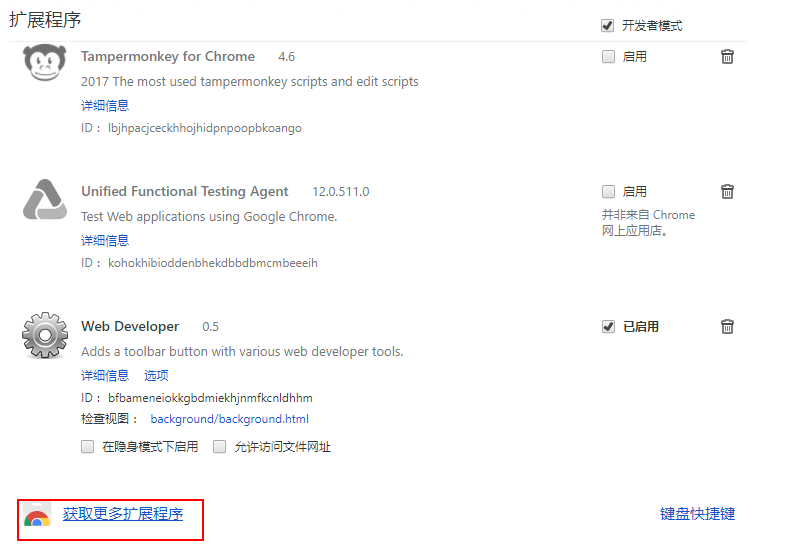 扩展程序
开发者模式
Tampermonkey for Chrome 4.6
启用
2017 The most used tampermonkey scripts and edit scripts
详细信息
ID： lbjhpacjceckhhojhidpnpoopbkoango
Unified Functional Testing Agent 12.0.511.0
启用
Test Web applications using Google Chrome.
并非来自 Chrome
网上应用店。
详细信息
ID： kohokhibioddenbhekdbbdbmcmbeeeih
Web Developer 0.5
已启用
Adds a toolbar button with various web developer tools.
详细信息 选项
ID： bfbameneiokkgbdmiekhjnmfkcnldhhm
检查视图： background/background.html
在隐身模式下启用 允许访问文件网址
获取更多扩展程序
键盘快捷键